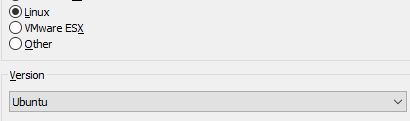 Linux
VMware ESX
Other
Version
Ubuntu